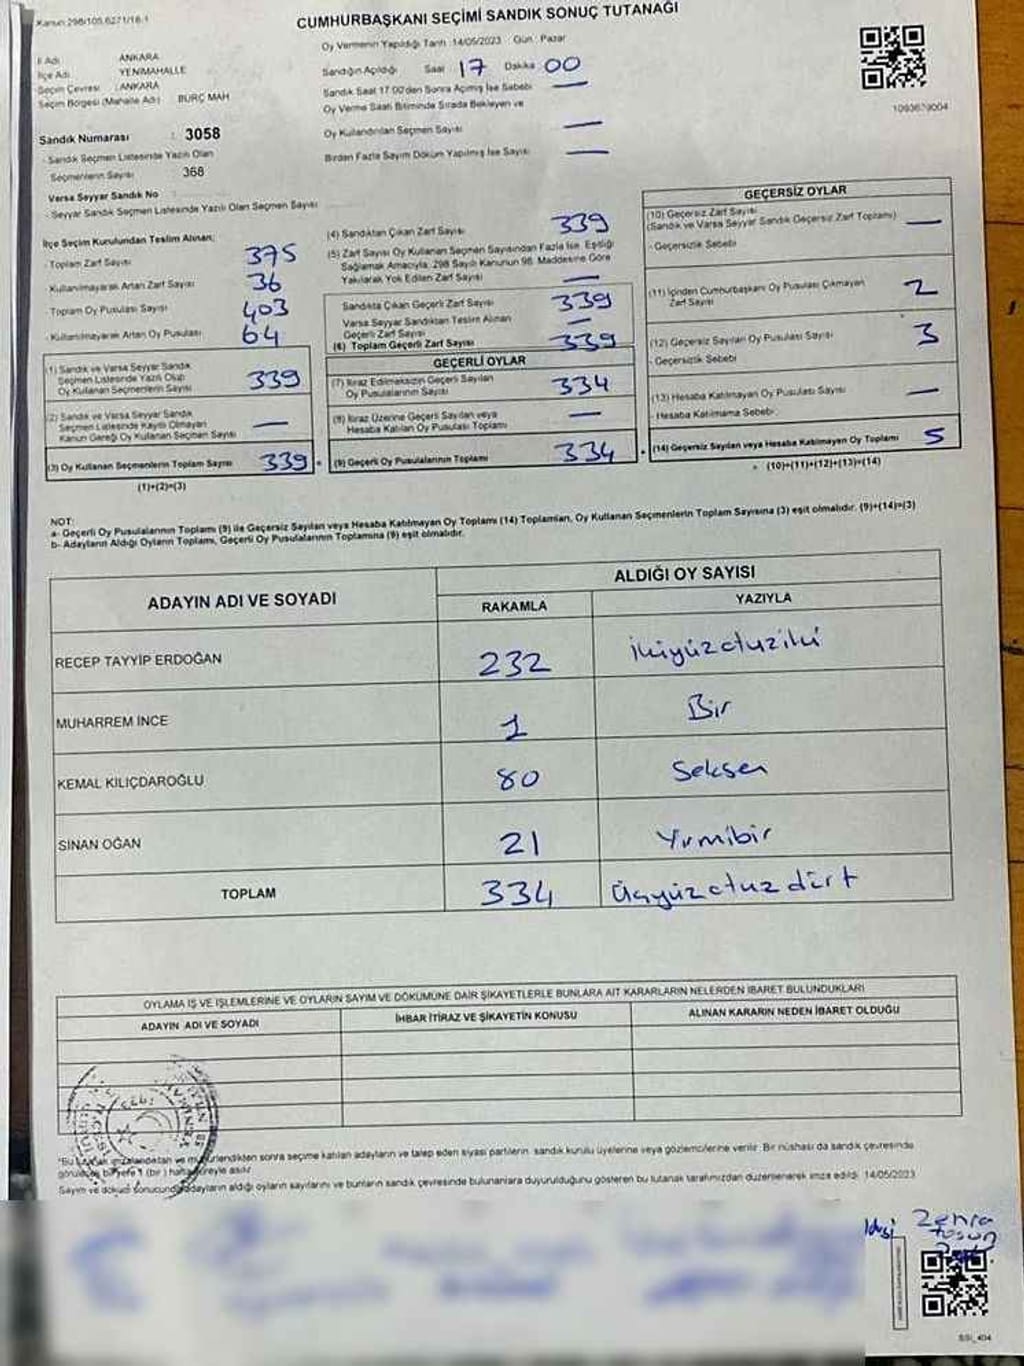 Kanun:298/105,6271/16-1
CUMHURBAŞKANI SEÇİMİ SANDIK SONUÇ TUTANAĞI
Oy Vermenin Yapıldığı Tarih :14/05/2023 Gün : Pazar
İl Adı ANKARA
İlçe Adı YENİMAHALLE
Seçim Çevresi : ANKARA
Seçim Bölgesi (Mahalle Adı) BURÇ MAH
Sandığın Açıldığı Saat 17 Dakika 00
Sandık Saat 17:00'den Sonra Açımış İse Sebebi —
Oy Verme Saati Bitiminde Sırada Bekleyen ve
Oy Kullandırılan Seçmen Sayısı —
Birden Fazla Sayım Döküm Yapılmış İse Sayısı —
1093679004
Sandık Numarası : 3058
- Sandık Seçmen Listesinde Yazılı Olan
Seçmenlerin Sayısı 368
Varsa Seyyar Sandık No
- Seyyar Sandık Seçmen Listesinde Yazılı Olan Seçmen Sayısı
İlçe Seçim Kurulundan Teslim Alınan;
- Toplam Zarf Sayısı 375
- Kullanılmayarak Artan Zarf Sayısı 36
- Toplam Oy Pusulası Sayısı 403
- Kullanılmayarak Artan Oy Pusulası 64
(1) Sandık ve Varsa Seyyar Sandık
Seçmen Listesinde Yazılı Olup
Oy Kullanan Seçmenlerin Sayısı 339
(2) Sandık ve Varsa Seyyar Sandık
Seçmen Listesinde Kayıtlı Olmayan
Kanun Gereği Oy Kullanan Seçmen Sayısı —
(3) Oy Kullanan Seçmenlerin Toplam Sayısı 339
(1)+(2)=(3)
(4) Sandıktan Çıkan Zarf Sayısı 339
(5) Zarf Sayısı Oy Kullanan Seçmen Sayısından Fazla İse, Eşitliği
Sağlamak Amacıyla, 298 Sayılı Kanunun 98. Maddesine Göre
Yakılarak Yok Edilen Zarf Sayısı —
Sandıkta Çıkan Geçerli Zarf Sayısı 339
Varsa Seyyar Sandıktan Teslim Alınan
Geçerli Zarf Sayısı —
(6) Toplam Geçerli Zarf Sayısı 339
GEÇERLİ OYLAR
(7) İtiraz Edilmeksizin Geçerli Sayılan
Oy Pusulalarının Sayısı 334
(8) İtiraz Üzerine Geçerli Sayılan veya
Hesaba Katılan Oy Pusulası Toplamı —
(9) Geçerli Oy Pusulalarının Toplamı 334
GEÇERSİZ OYLAR
(10) Geçersiz Zarf Sayısı
(Sandık ve Varsa Seyyar Sandık Geçersiz Zarf Toplamı) —
- Geçersizlik Sebebi
(11) İçinden Cumhurbaşkanı Oy Pusulası Çıkmayan
Zarf Sayısı 2
(12) Geçersiz Sayılan Oy Pusulası Sayısı 3
- Geçersizlik Sebebi
(13) Hesaba Katılmayan Oy Pusulası Sayısı —
- Hesaba Katılmama Sebebi
(14) Geçersiz Sayılan veya Hesaba Katılmayan Oy Toplamı 5
(10)+(11)+(12)+(13)=(14)
NOT:
a- Geçerli Oy Pusulalarının Toplamı (9) ile Geçersiz Sayılan veya Hesaba Katılmayan Oy Toplamı (14) Toplamları, Oy Kullanan Seçmenlerin Toplam Sayısına (3) eşit olmalıdır. (9)+(14)=(3)
b- Adayların Aldığı Oyların Toplamı, Geçerli Oy Pusulalarının Toplamına (9) eşit olmalıdır.
ADAYIN ADI VE SOYADI
ALDIĞI OY SAYISI
RAKAMLA YAZIYLA
RECEP TAYYİP ERDOĞAN 232 İkiyüzotuziki
MUHARREM İNCE 1 Bir
KEMAL KILIÇDAROĞLU 80 Seksen
SİNAN OĞAN 21 Yirmibir
TOPLAM 334 Üçyüzotuzdört
OYLAMA İŞ VE İŞLEMLERİNE VE OYLARIN SAYIM VE DÖKÜMÜNE DAİR ŞİKAYETLERLE BUNLARA AİT KARARLARIN NELERDEN İBARET BULUNDUKLARI
ADAYIN ADI VE SOYADI İHBAR İTİRAZ VE ŞİKAYETİN KONUSU ALINAN KARARIN NEDEN İBARET OLDUĞU
sonra seçime katılan adayların ve talep eden siyasi partilerin, sandık kurulu üyelerine veya gözlemcilerine verilir. Bir nüshası da sandık çevresinde
asılır.
Sayım ve döküm sonucunda adayların aldığı oyların sayılarını ve bunların sandık çevresinde bulunanlara duyurulduğunu gösteren bu tutanak tarafımızdan düzenlenerek imza edildi. 14/05/2023
Zehra
Tosun
SSI_404